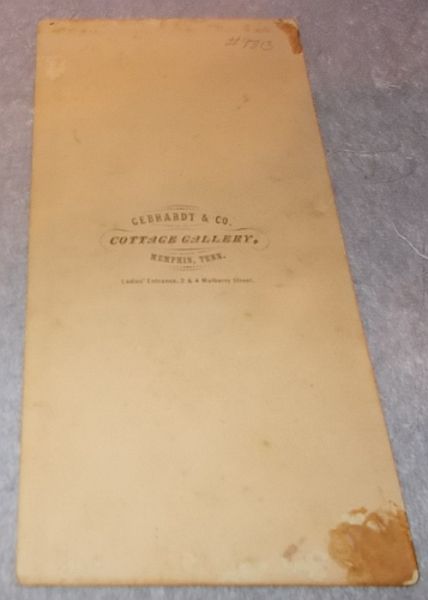 GEBHARDT & CO.
COTTAGE GALLERY,
MEMPHIS, TENN.
Ladies' Entrance, 2 & 4 Mulberry Street.